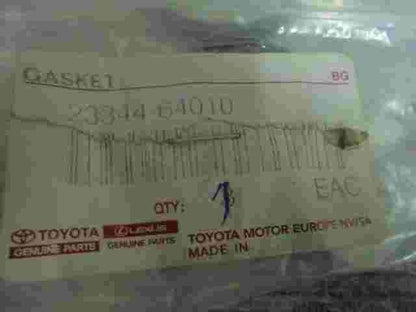 GASKET BG
23344-64010
QTY: 1
EAC
TOYOTA LEXUS TOYOTA MOTOR EUROPE NV/SA
GENUINE PARTS GENUINE PARTS MADE IN